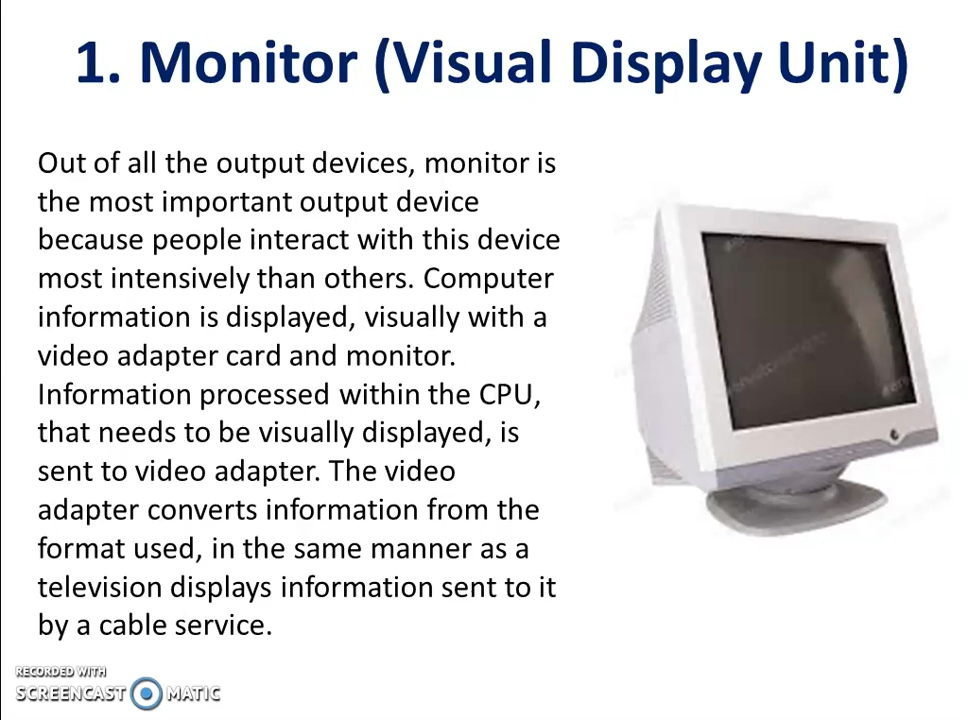 1. Monitor (Visual Display Unit)
Out of all the output devices, monitor is
the most important output device
because people interact with this device
most intensively than others. Computer
information is displayed, visually with a
video adapter card and monitor.
Information processed within the CPU,
that needs to be visually displayed, is
sent to video adapter. The video
adapter converts information from the
format used, in the same manner as a
television displays information sent to it
by a cable service.
RECORDED WITH
SCREENCAST MATIC